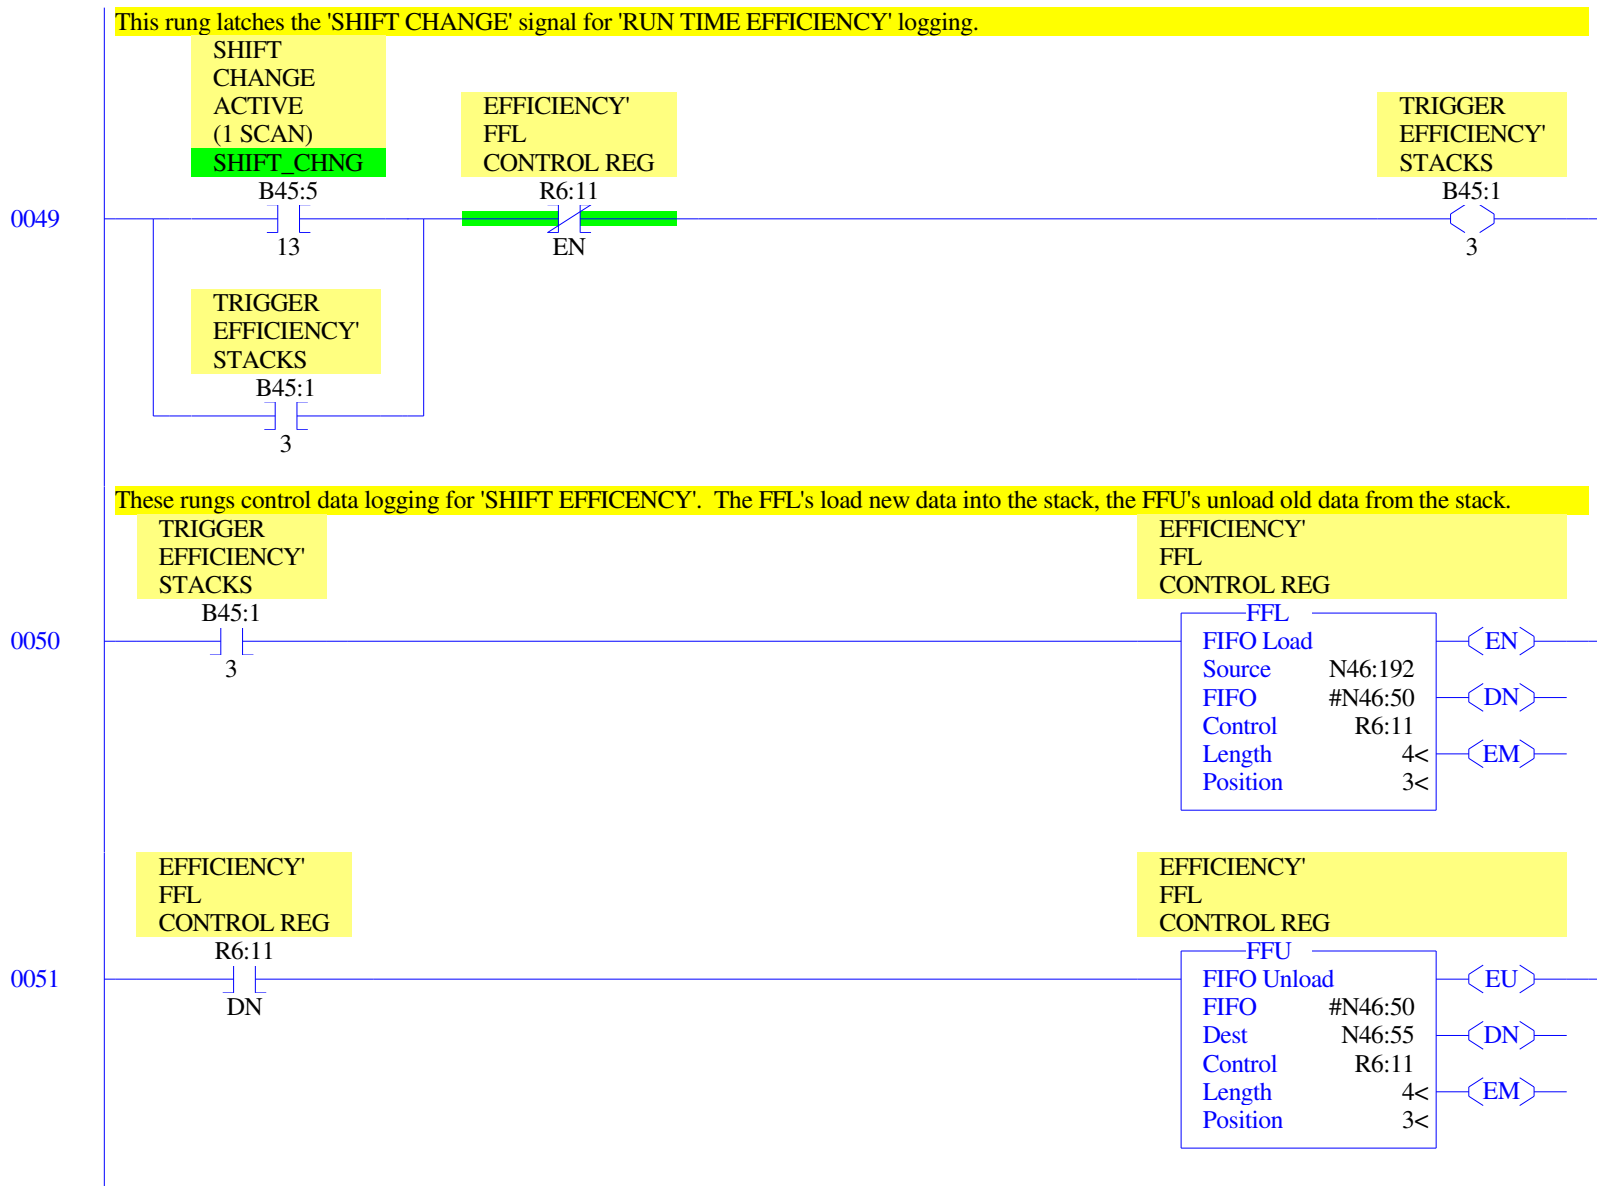 This rung latches the 'SHIFT CHANGE' signal for 'RUN TIME EFFICIENCY' logging.
SHIFT
CHANGE
ACTIVE
(1 SCAN)
SHIFT_CHNG
B45:5
13
EFFICIENCY'
FFL
CONTROL REG
R6:11
EN
TRIGGER
EFFICIENCY'
STACKS
B45:1
3
0049
TRIGGER
EFFICIENCY'
STACKS
B45:1
3
These rungs control data logging for 'SHIFT EFFICENCY'.  The FFL's load new data into the stack, the FFU's unload old data from the stack.
TRIGGER
EFFICIENCY'
STACKS
B45:1
3
0050
EFFICIENCY'
FFL
CONTROL REG
FFL
FIFO Load
Source N46:192
FIFO #N46:50
Control R6:11
Length 4<
Position 3<
EN
DN
EM
EFFICIENCY'
FFL
CONTROL REG
R6:11
DN
0051
EFFICIENCY'
FFL
CONTROL REG
FFU
FIFO Unload
FIFO #N46:50
Dest N46:55
Control R6:11
Length 4<
Position 3<
EU
DN
EM